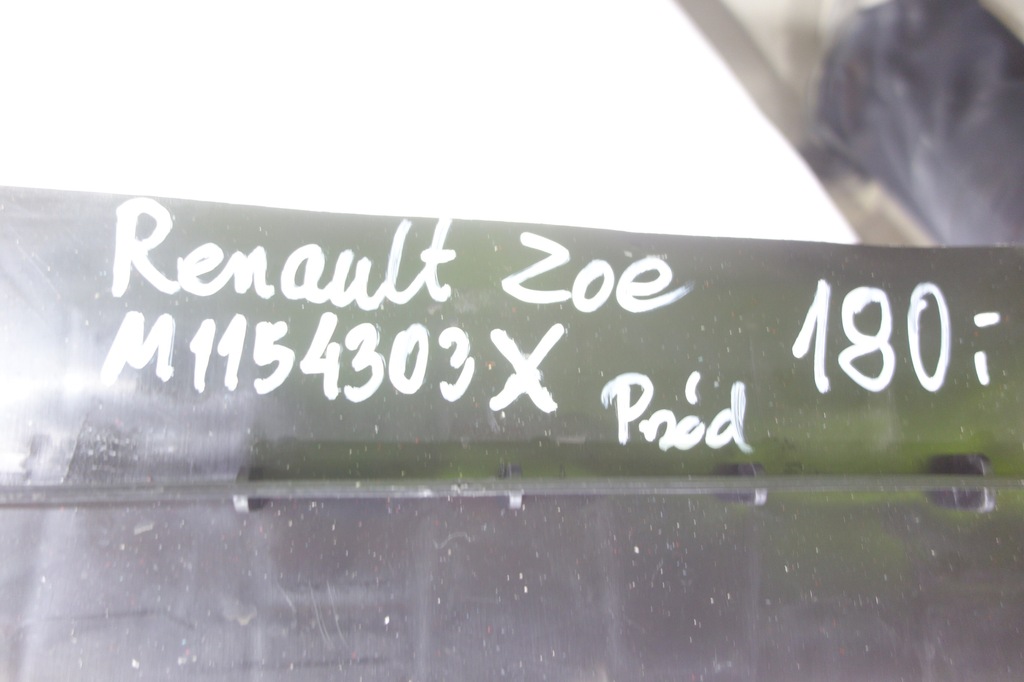 Renault Zoe
M1154303X
Przód
180;-